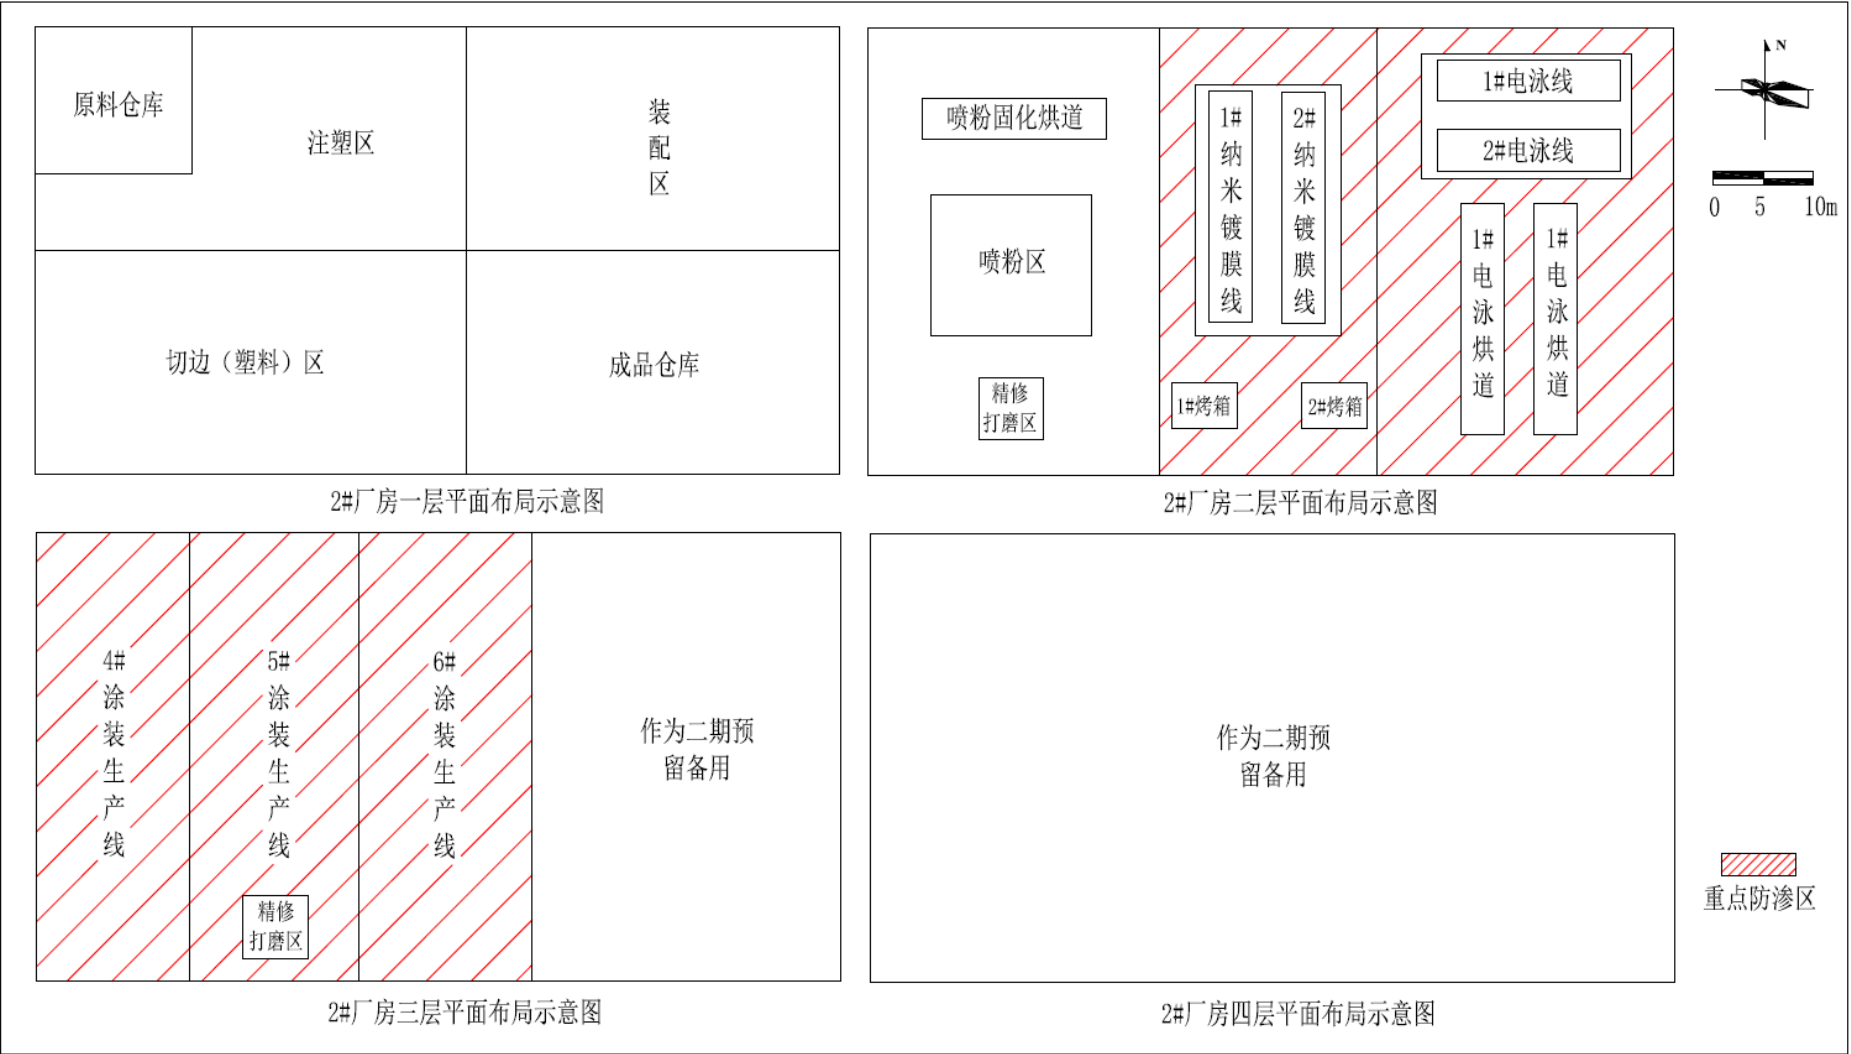 原料仓库
注塑区
装配区
切边（塑料）区
成品仓库
2#厂房一层平面布局示意图
喷粉固化烘道
喷粉区
精修
打磨区
1#纳米镀膜线
2#纳米镀膜线
1#烤箱
2#烤箱
1#电泳线
2#电泳线
1#电泳烘道
1#电泳烘道
2#厂房二层平面布局示意图
N
0 5 10m
4#涂装生产线
5#涂装生产线
6#涂装生产线
精修
打磨区
作为二期预
留备用
2#厂房三层平面布局示意图
作为二期预
留备用
2#厂房四层平面布局示意图
重点防渗区